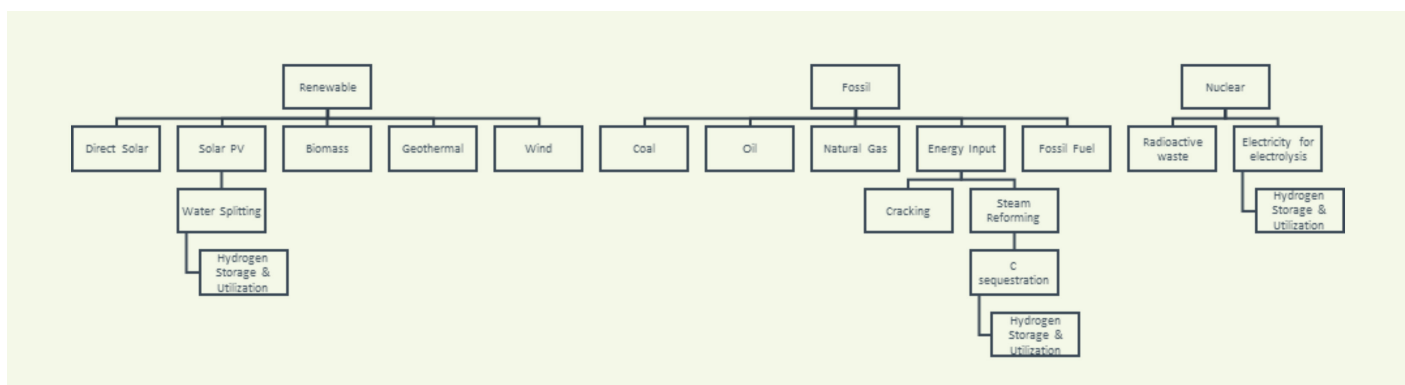 Renewable
Fossil
Nuclear
Direct Solar
Solar PV
Biomass
Geothermal
Wind
Coal
Oil
Natural Gas
Energy Input
Fossil Fuel
Radioactive
waste
Electricity for
electrolysis
Water Splitting
Cracking
Steam
Reforming
Hydrogen
Storage &
Utilization
Hydrogen
Storage &
Utilization
C
sequestration
Hydrogen
Storage &
Utilization